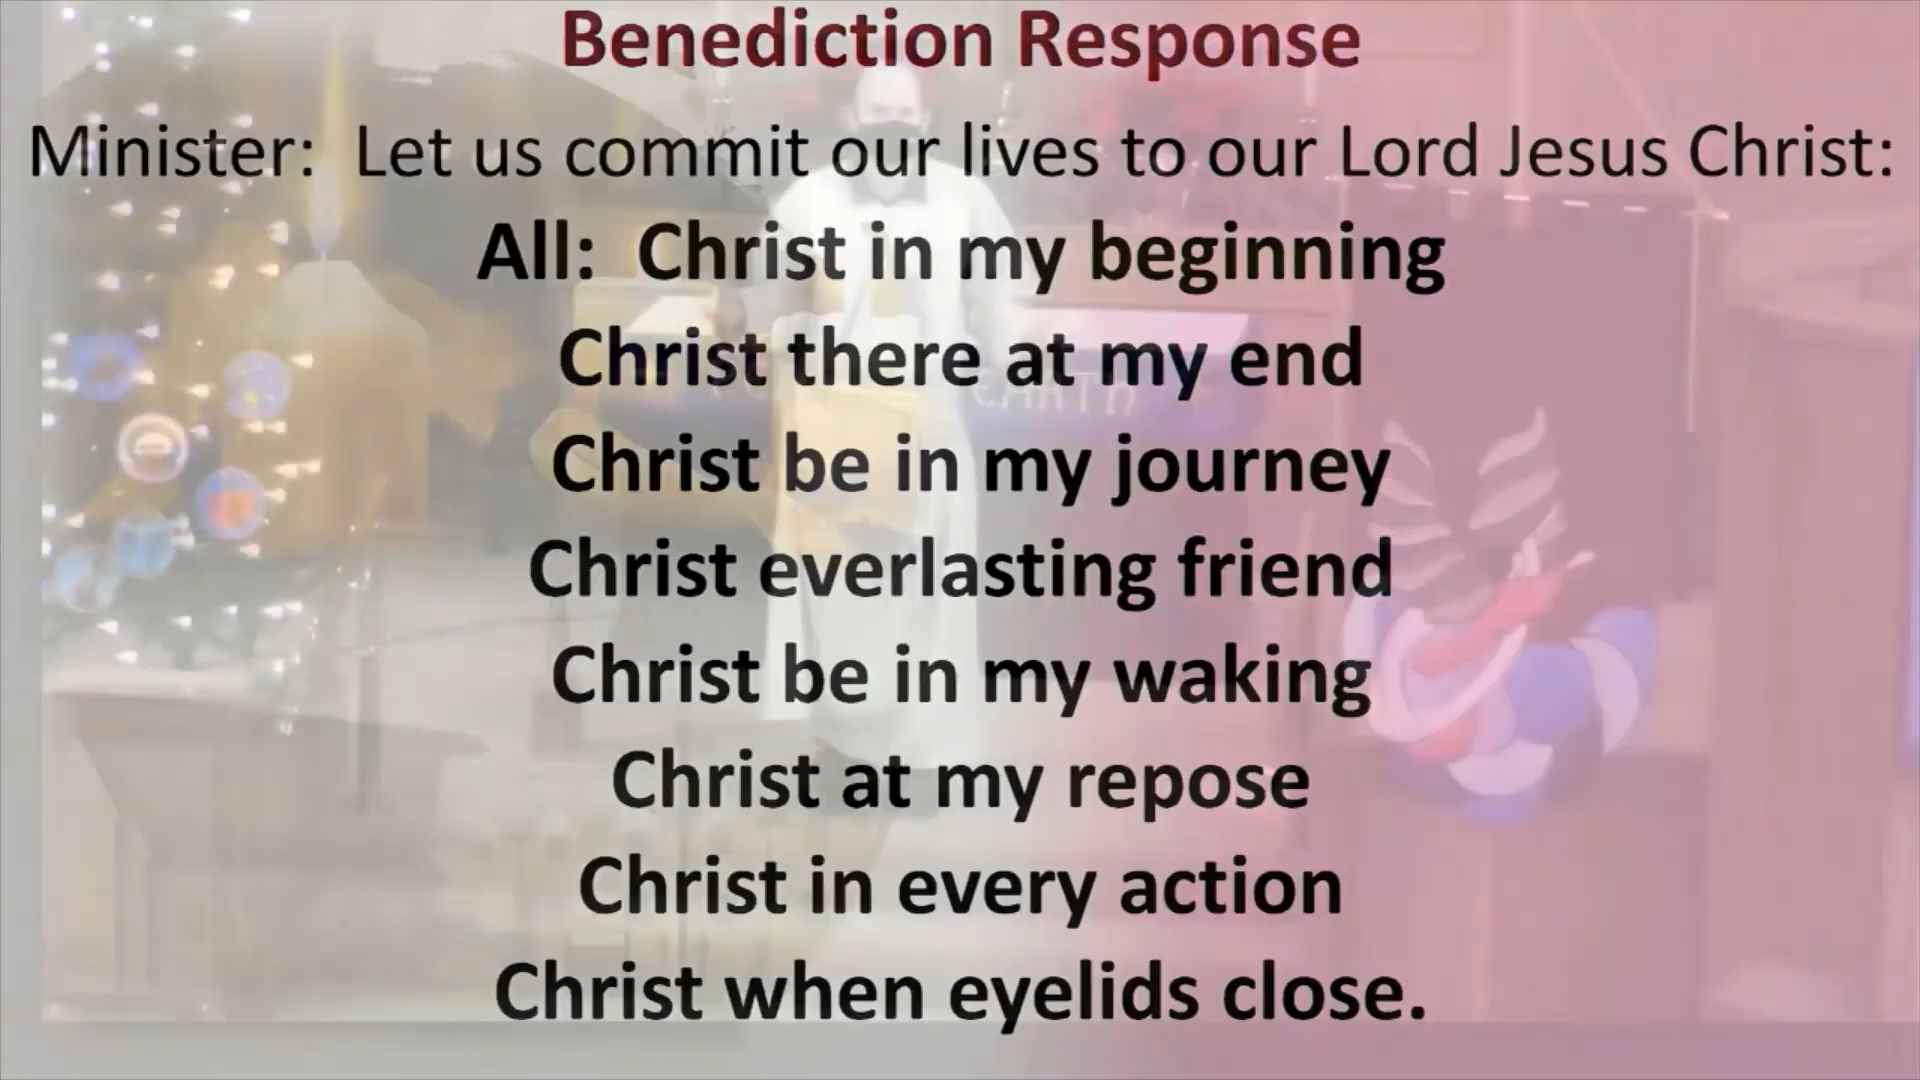 Benediction Response
Minister:  Let us commit our lives to our Lord Jesus Christ:
All:  Christ in my beginning
Christ there at my end
Christ be in my journey
Christ everlasting friend
Christ be in my waking
Christ at my repose
Christ in every action
Christ when eyelids close.
EARTH